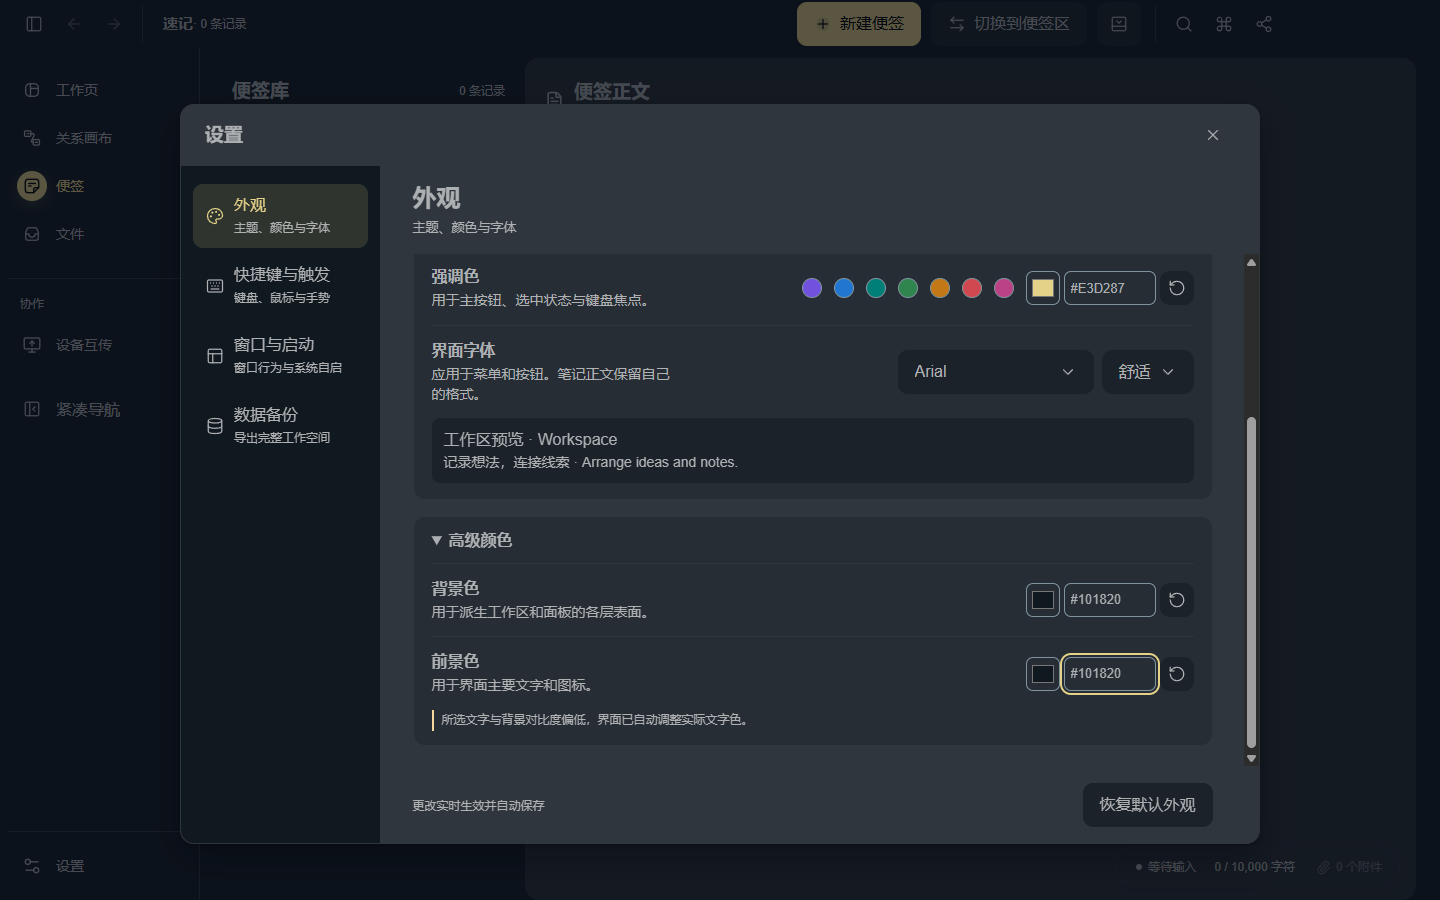 速记 · 0 条记录
新建便签
切换到便签区
工作页
关系画布
便签
文件
协作
设备互传
紧凑导航
设置
便签库
0 条记录
便签正文
设置
外观
主题、颜色与字体
快捷键与触发
键盘、鼠标与手势
窗口与启动
窗口行为与系统自启
数据备份
导出完整工作空间
外观
主题、颜色与字体
强调色
用于主按钮、选中状态与键盘焦点。
#E3D287
界面字体
应用于菜单和按钮。笔记正文保留自己
的格式。
Arial
舒适
工作区预览 · Workspace
记录想法，连接线索 · Arrange ideas and notes.
高级颜色
背景色
用于派生工作区和面板的各层表面。
#101820
前景色
用于界面主要文字和图标。
#101820
所选文字与背景对比度偏低，界面已自动调整实际文字色。
更改实时生效并自动保存
恢复默认外观
等待输入
0 / 10,000 字符
0 个附件